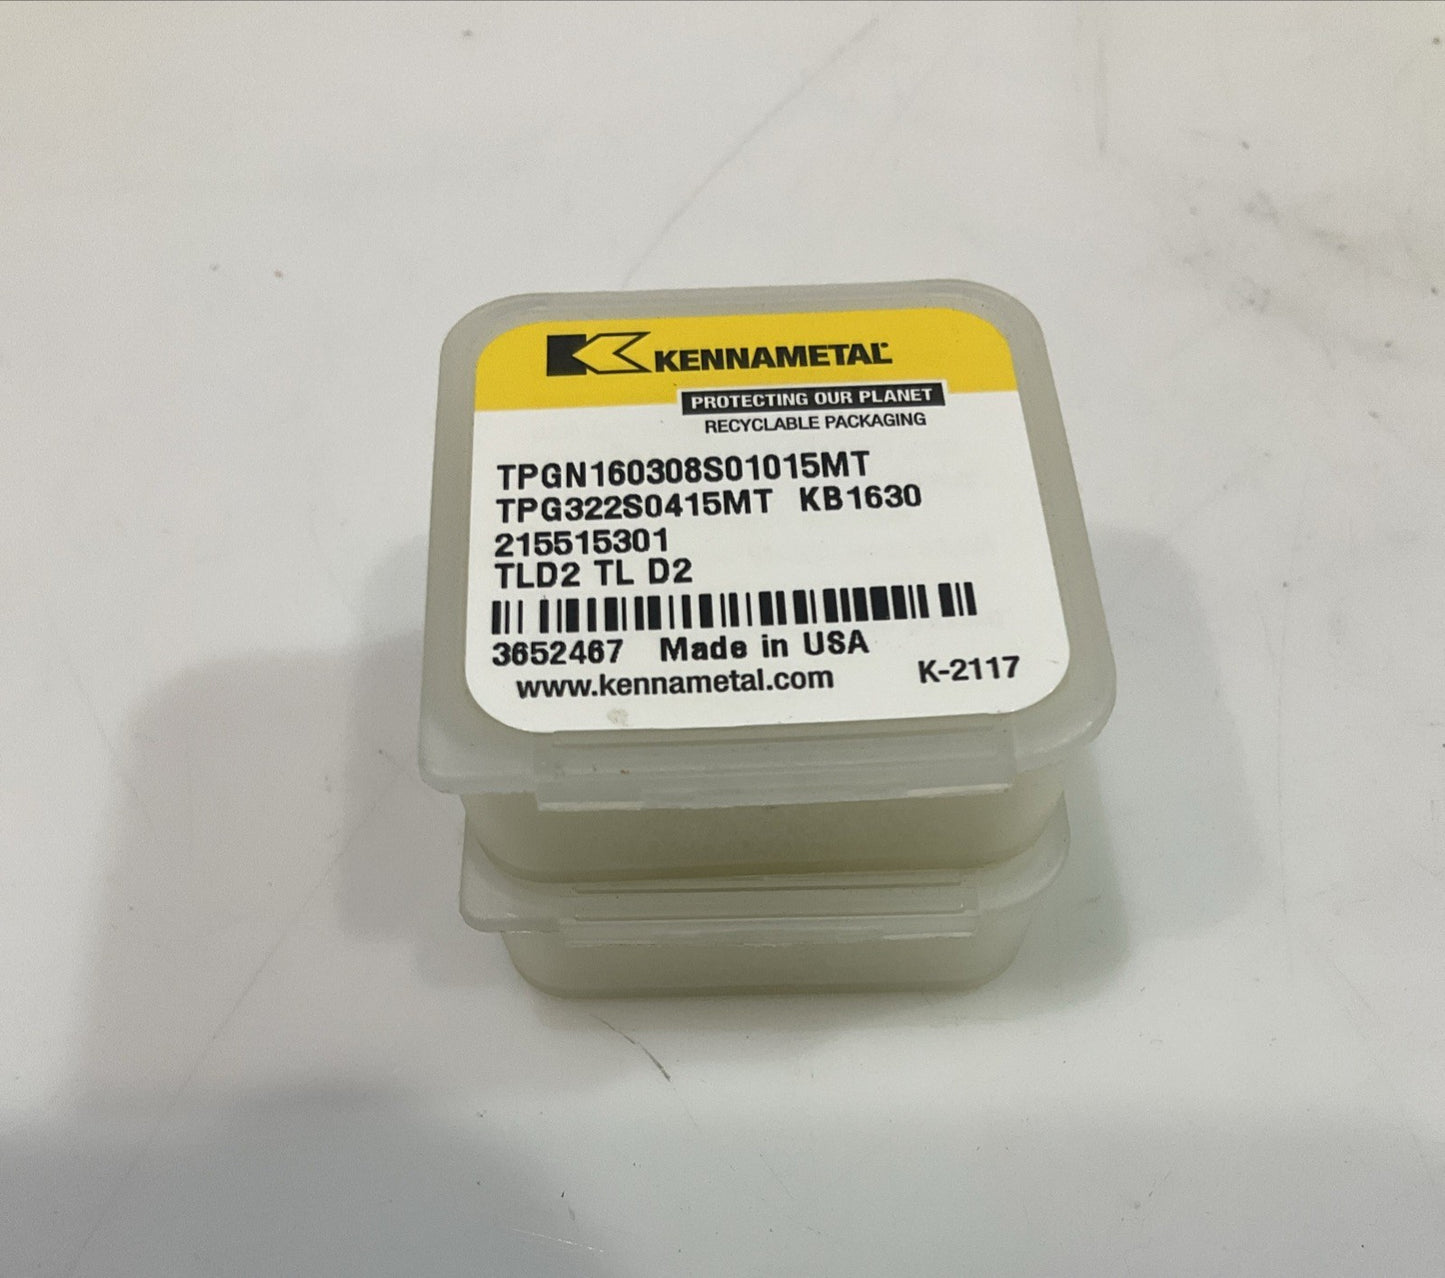 KENNAMETAL
PROTECTING OUR PLANET
RECYCLABLE PACKAGING
TPGN160308S01015MT
TPG322S0415MT KB1630
215515301
TLD2 TL D2
3652467 Made in USA
www.kennametal.com K-2117